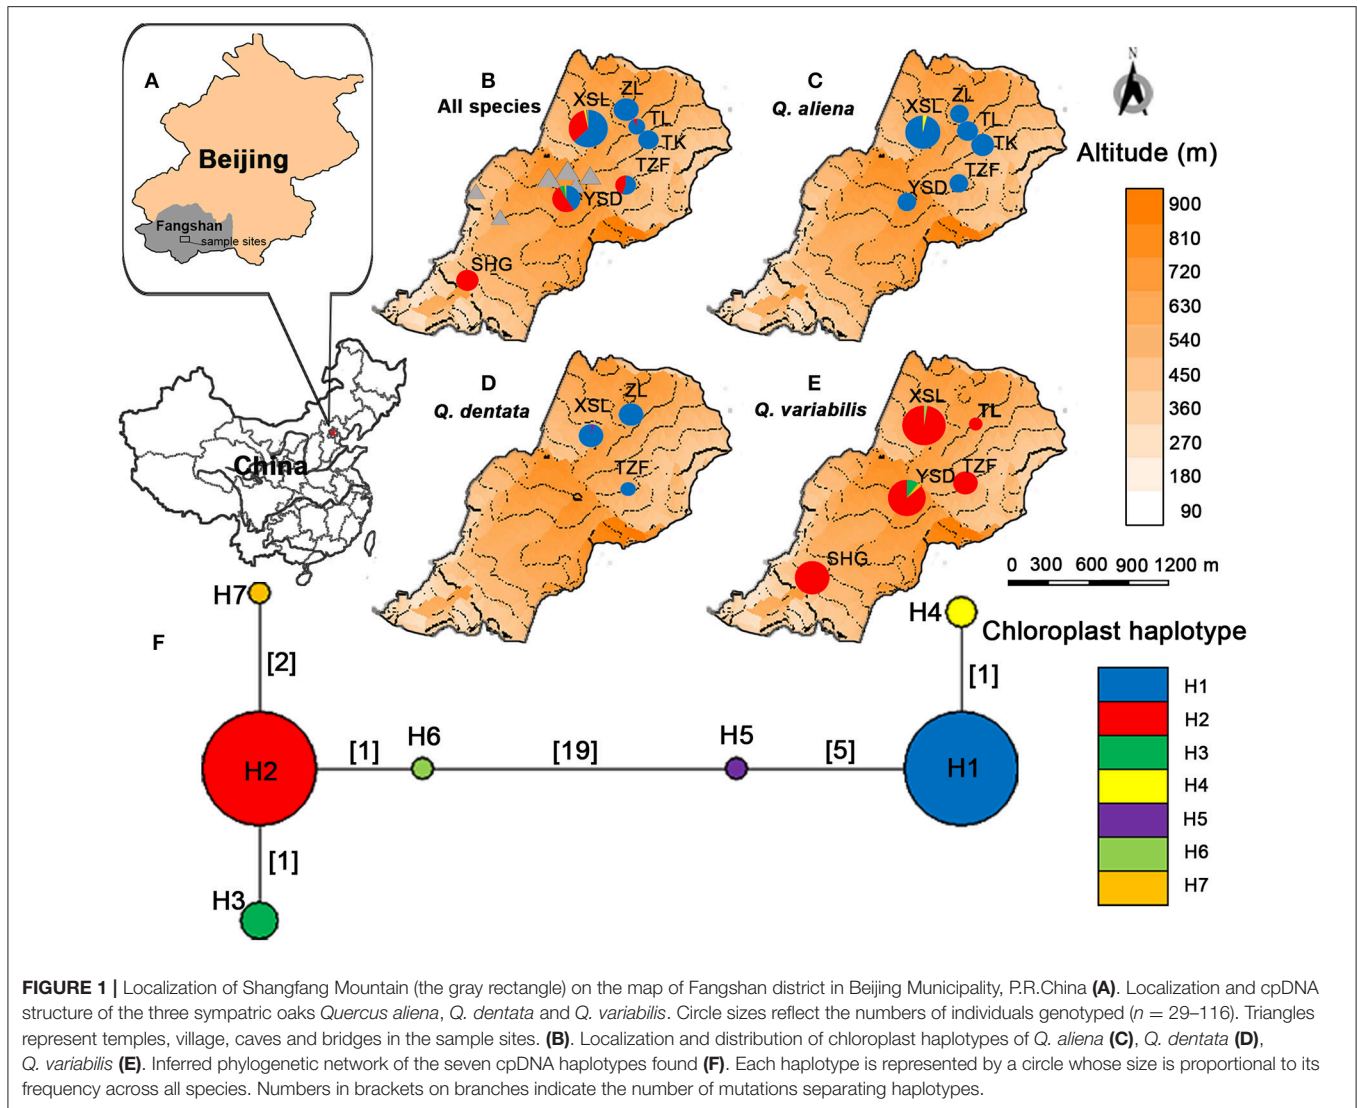 A
Beijing
Fangshan
sample sites
China
B
All species
XSL
ZL
TL
TK
TZF
YSD
SHG
C
Q. aliena
XSL
ZL
TL
TK
TZF
YSD
N
Altitude (m)
900
810
720
630
540
450
360
270
180
90
0 300 600 900 1200 m
D
Q. dentata
XSL
ZL
TZF
E
Q. variabilis
XSL
TL
YSD
TZF
SHG
F
H7
[2]
H2
[1]
H6
[19]
H5
[5]
H1
[1]
H4
[1]
H3
Chloroplast haplotype
H1
H2
H3
H4
H5
H6
H7
FIGURE 1 | Localization of Shangfang Mountain (the gray rectangle) on the map of Fangshan district in Beijing Municipality, P.R.China (A). Localization and cpDNA
structure of the three sympatric oaks Quercus aliena, Q. dentata and Q. variabilis. Circle sizes reflect the numbers of individuals genotyped (n = 29–116). Triangles
represent temples, village, caves and bridges in the sample sites. (B). Localization and distribution of chloroplast haplotypes of Q. aliena (C), Q. dentata (D),
Q. variabilis (E). Inferred phylogenetic network of the seven cpDNA haplotypes found (F). Each haplotype is represented by a circle whose size is proportional to its
frequency across all species. Numbers in brackets on branches indicate the number of mutations separating haplotypes.